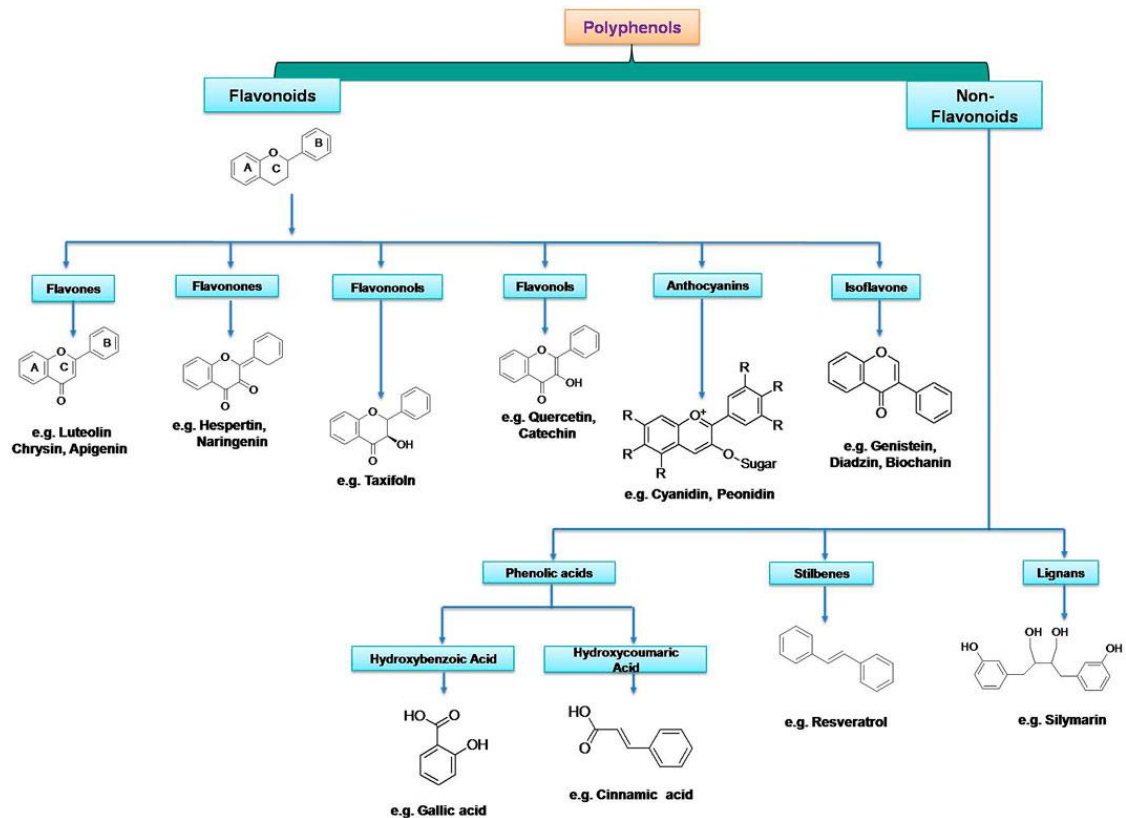 Polyphenols
Flavonoids
Non-
Flavonoids
O
B
A
C
Flavones
Flavonones
Flavononols
Flavonols
Anthocyanins
Isoflavone
O
B
A
C
O
e.g. Luteolin
Chrysin, Apigenin
O
O
O
e.g. Hespertin,
Naringenin
O
OH
O
e.g. Taxifoln
O
OH
O
e.g. Quercetin,
Catechin
R
R
R
R
O+
R
R
O
Sugar
e.g. Cyanidin, Peonidin
O
O
e.g. Genistein,
Diadzin, Biochanin
Phenolic acids
Stilbenes
Lignans
Hydroxybenzoic Acid
Hydroxycoumaric
Acid
HO
O
OH
e.g. Gallic acid
HO
O
e.g. Cinnamic acid
e.g. Resveratrol
OH
OH
HO
OH
e.g. Silymarin